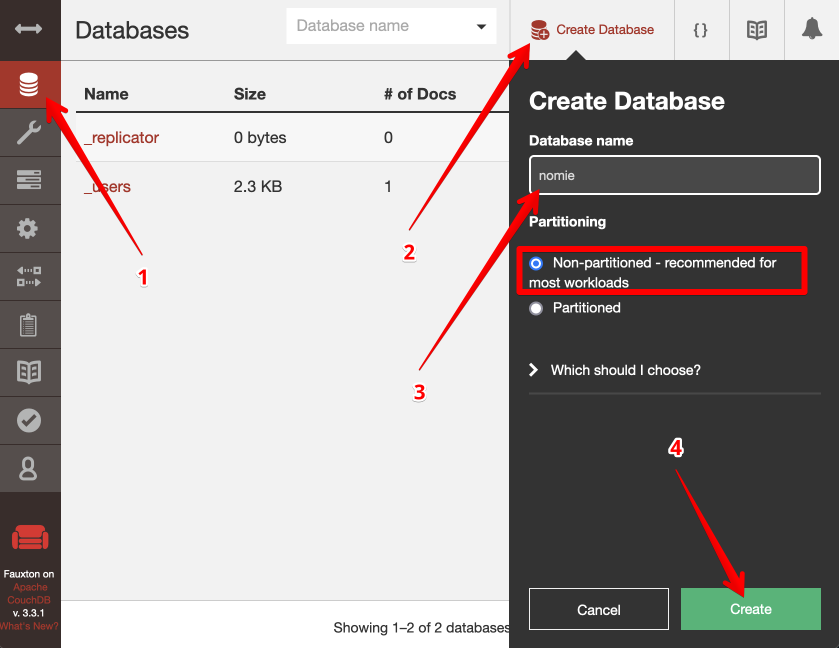 Databases
Database name
Create Database
{}
Name Size # of Docs
_replicator 0 bytes 0
_users 2.3 KB 1
1
2
3
4
Create Database
Database name
nomie
Partitioning
Non-partitioned - recommended for
most workloads
Partitioned
Which should I choose?
Cancel
Create
Fauxton on
Apache
CouchDB
v. 3.3.1
What's New?
Showing 1–2 of 2 databases